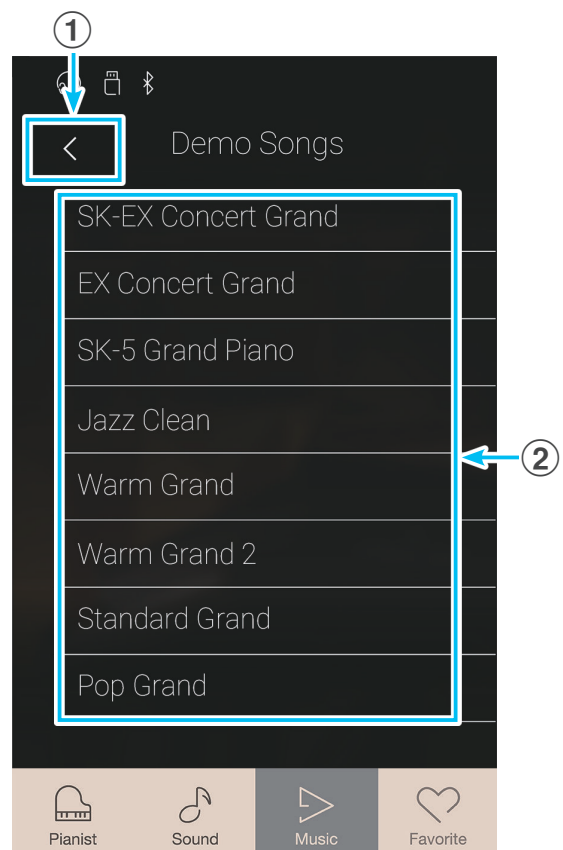 1
Demo Songs
SK-EX Concert Grand
EX Concert Grand
SK-5 Grand Piano
Jazz Clean
2
Warm Grand
Warm Grand 2
Standard Grand
Pop Grand
Pianist Sound Music Favorite